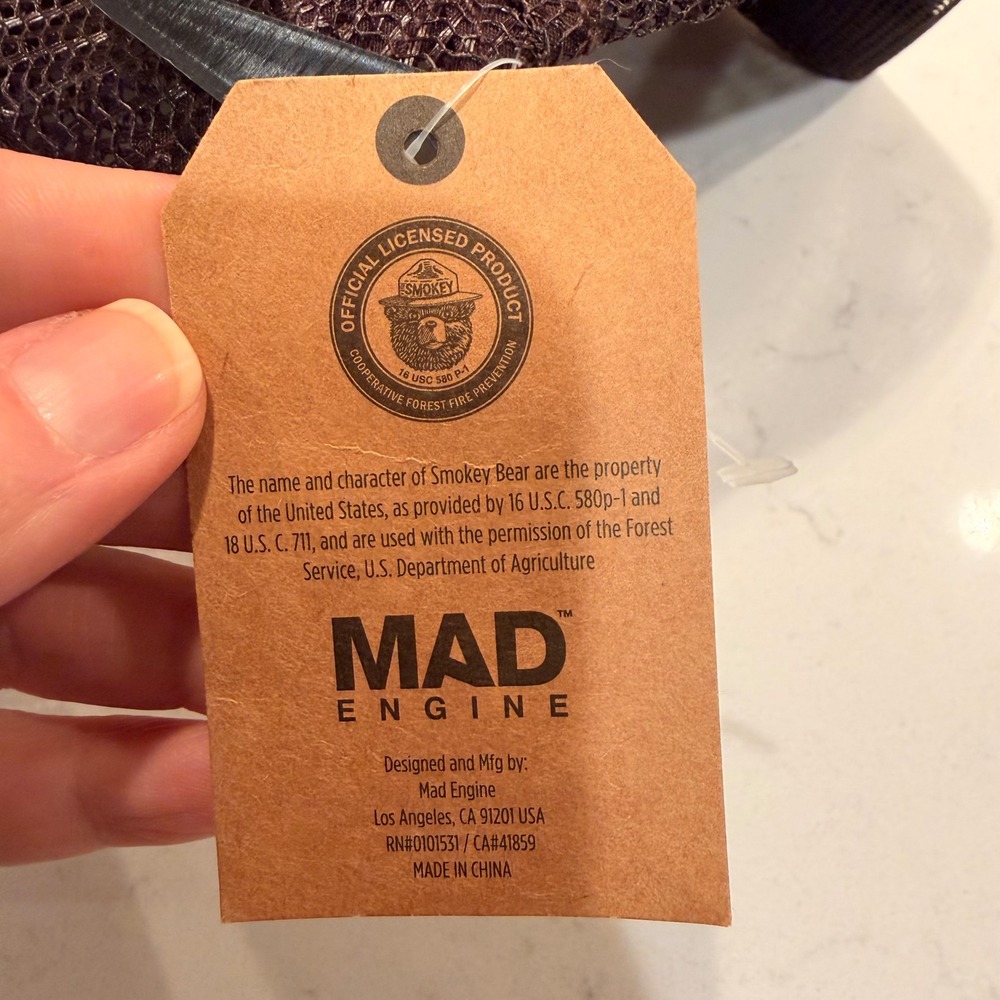 OFFICIAL LICENSED PRODUCT
SMOKEY
16 USC 580 P-1
COOPERATIVE FOREST FIRE PREVENTION
The name and character of Smokey Bear are the property
of the United States, as provided by 16 U.S.C. 580p-1 and
18 U.S. C. 711, and are used with the permission of the Forest
Service, U.S. Department of Agriculture
MAD™
ENGINE
Designed and Mfg by:
Mad Engine
Los Angeles, CA 91201 USA
RN#0101531 / CA#41859
MADE IN CHINA